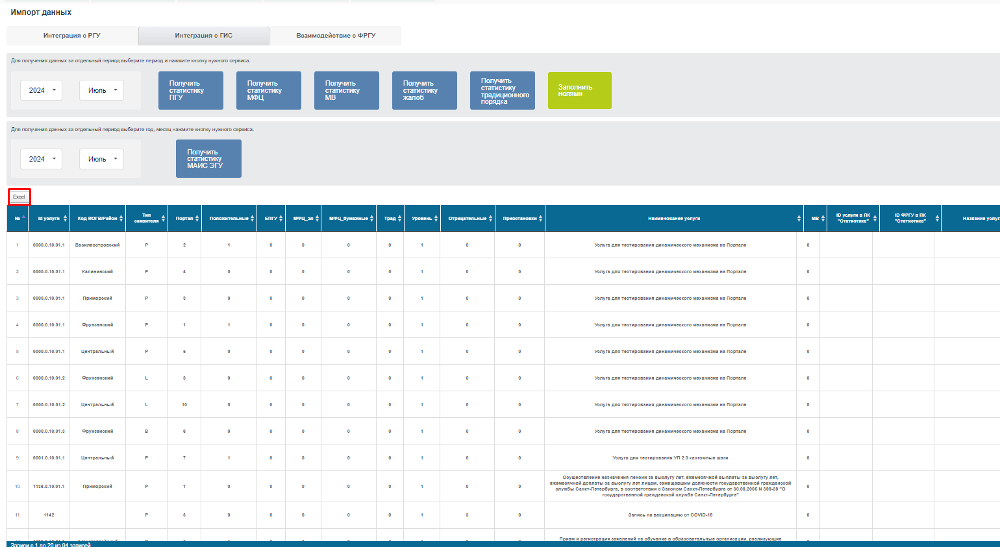 Импорт данных
Интеграция с РГУ
Интеграция с ГИС
Взаимодействие с ФРГУ
Для получения данных за отдельный период выберите период и нажмите кнопку нужного сервиса.
2024
Июль
Получить
статистику
ПГУ
Получить
статистику
МФЦ
Получить
статистику
МВ
Получить
статистику
жалоб
Получить
статистику
традиционного
порядка
Заполнить
нолями
Для получения данных за отдельный период выберите год, месяц нажмите кнопку нужного сервиса.
2024
Июль
Получить
статистику
МАИС ЭГУ
Excel
№ Id услуги Код ИОГВ/Район Тип заявителя Портал Положительные ЕПГУ МФЦ_эл МФЦ_бумажные Трад Уровень Отрицательные Приостановки Наименование услуги МВ ID услуги в ПК "Статистика" ID ФРГУ в ПК "Статистика" Название услуг
1 0000.0.10.01.1 Василеостровский P 2 1 0 0 0 0 1 0 0 Услуга для тестирования динамического механизма на Портале 0
2 0000.0.10.01.1 Калининский P 4 0 0 0 0 0 1 0 0 Услуга для тестирования динамического механизма на Портале 0
3 0000.0.10.01.1 Приморский P 3 0 0 0 0 0 1 0 0 Услуга для тестирования динамического механизма на Портале 0
4 0000.0.10.01.1 Фрунзенский P 1 1 0 0 0 0 1 0 0 Услуга для тестирования динамического механизма на Портале 0
5 0000.0.10.01.1 Центральный P 5 0 0 0 0 0 1 0 0 Услуга для тестирования динамического механизма на Портале 0
6 0000.0.10.01.2 Фрунзенский L 3 0 0 0 0 0 1 0 0 Услуга для тестирования динамического механизма на Портале 0
7 0000.0.10.01.2 Центральный L 10 0 0 0 0 0 1 0 0 Услуга для тестирования динамического механизма на Портале 0
8 0000.0.10.01.3 Фрунзенский B 6 0 0 0 0 0 1 0 0 Услуга для тестирования динамического механизма на Портале 0
9 0001.0.10.01.1 Центральный P 7 1 0 0 0 0 1 0 0 Услуга для тестирования УП 2.0 кастомные шаги 0
10 1136.0.10.01.1 Приморский P 1 0 0 0 0 0 1 0 0
Осуществление назначения пенсии за выслугу лет, ежемесячной выплаты за выслугу лет,
ежемесячной доплаты за выслугу лет лицам, замещавшим должности государственной гражданской
службы Санкт-Петербурга, в соответствии с Законом Санкт-Петербурга от 30.06.2005 N 399-39 "О
государственной гражданской службе Санкт-Петербурга"
0
11 1142 P 3 0 0 0 0 0 1 3 0 Запись на вакцинацию от COVID-19 0
Прием и регистрация заявлений на обучение в образовательные организации, реализующие
Записи с 1 до 20 из 94 записей